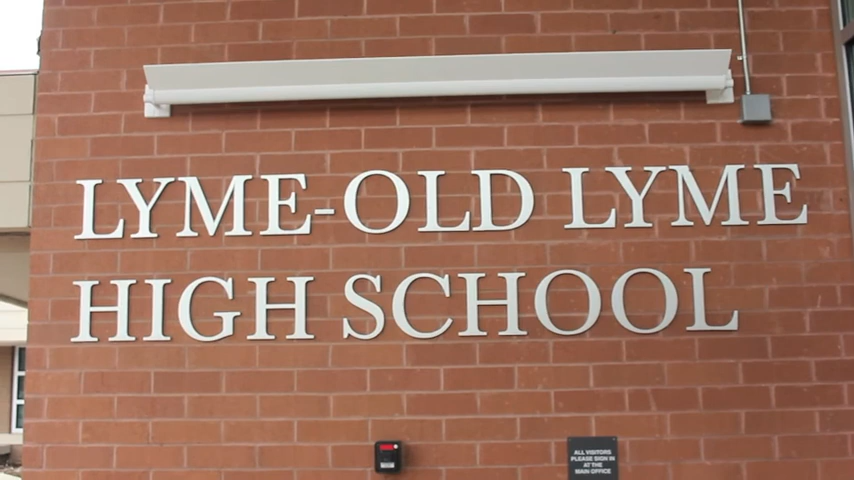 LYME-OLD LYME
HIGH SCHOOL
ALL VISITORS
PLEASE SIGN IN
AT THE
MAIN OFFICE